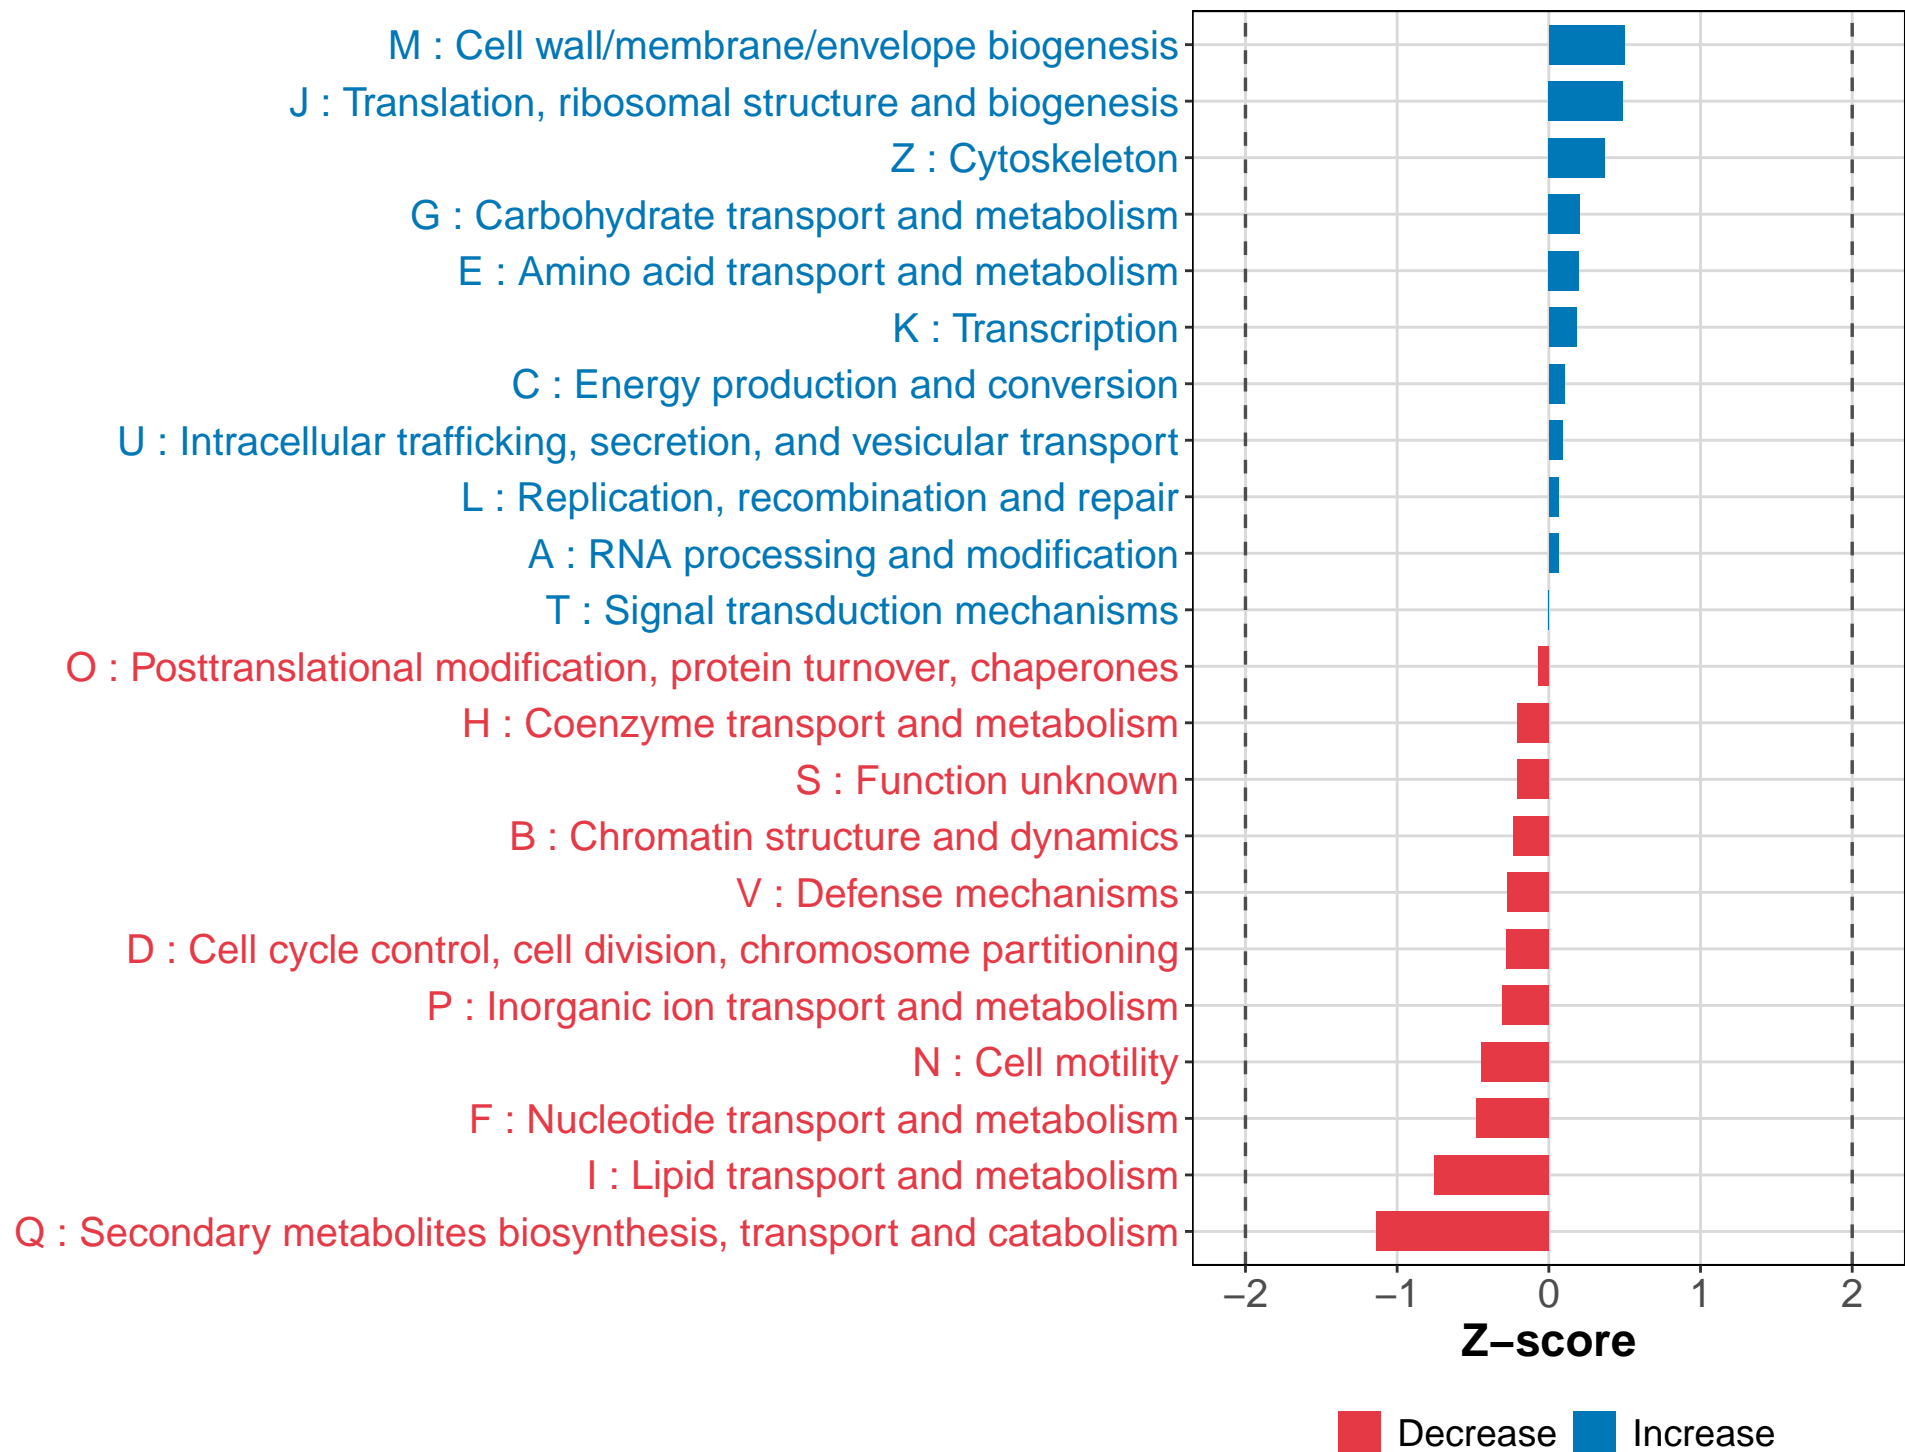 M : Cell wall/membrane/envelope biogenesis
J : Translation, ribosomal structure and biogenesis
Z : Cytoskeleton
G : Carbohydrate transport and metabolism
E : Amino acid transport and metabolism
K : Transcription
C : Energy production and conversion
U : Intracellular trafficking, secretion, and vesicular transport
L : Replication, recombination and repair
A : RNA processing and modification
T : Signal transduction mechanisms
O : Posttranslational modification, protein turnover, chaperones
H : Coenzyme transport and metabolism
S : Function unknown
B : Chromatin structure and dynamics
V : Defense mechanisms
D : Cell cycle control, cell division, chromosome partitioning
P : Inorganic ion transport and metabolism
N : Cell motility
F : Nucleotide transport and metabolism
I : Lipid transport and metabolism
Q : Secondary metabolites biosynthesis, transport and catabolism
−2 −1 0 1 2
Z−score
Decrease Increase